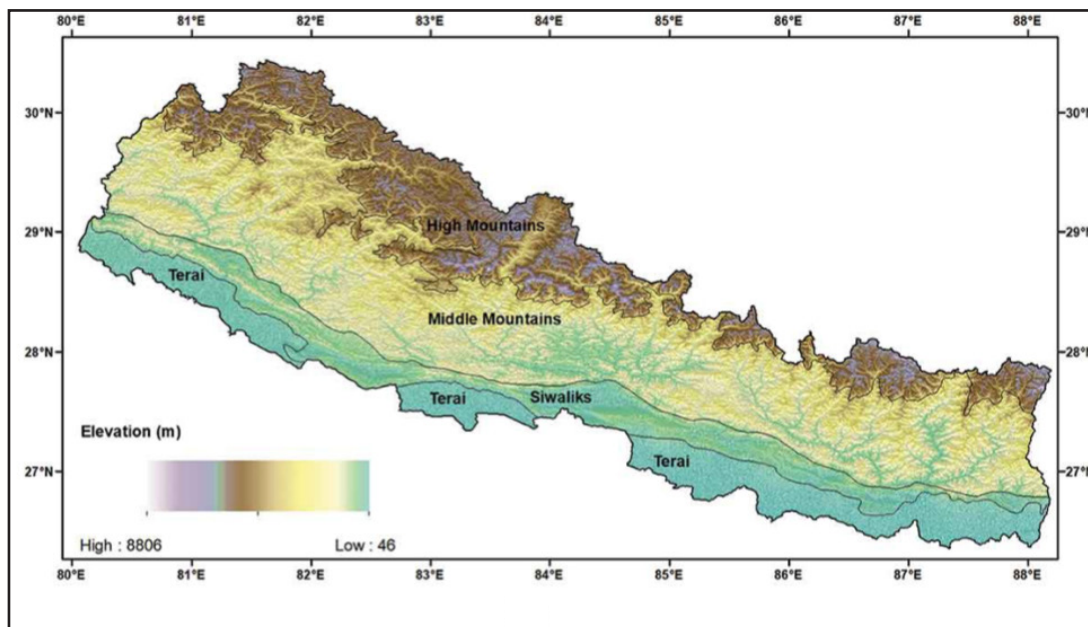 80°E 81°E 82°E 83°E 84°E 85°E 86°E 87°E 88°E
30°N 30°N
High Mountains
29°N 29°N
Terai
Middle Mountains
28°N 28°N
Terai Siwaliks
Elevation (m)
Terai
27°N 27°N
High : 8806 Low : 46
80°E 81°E 82°E 83°E 84°E 85°E 86°E 87°E 88°E